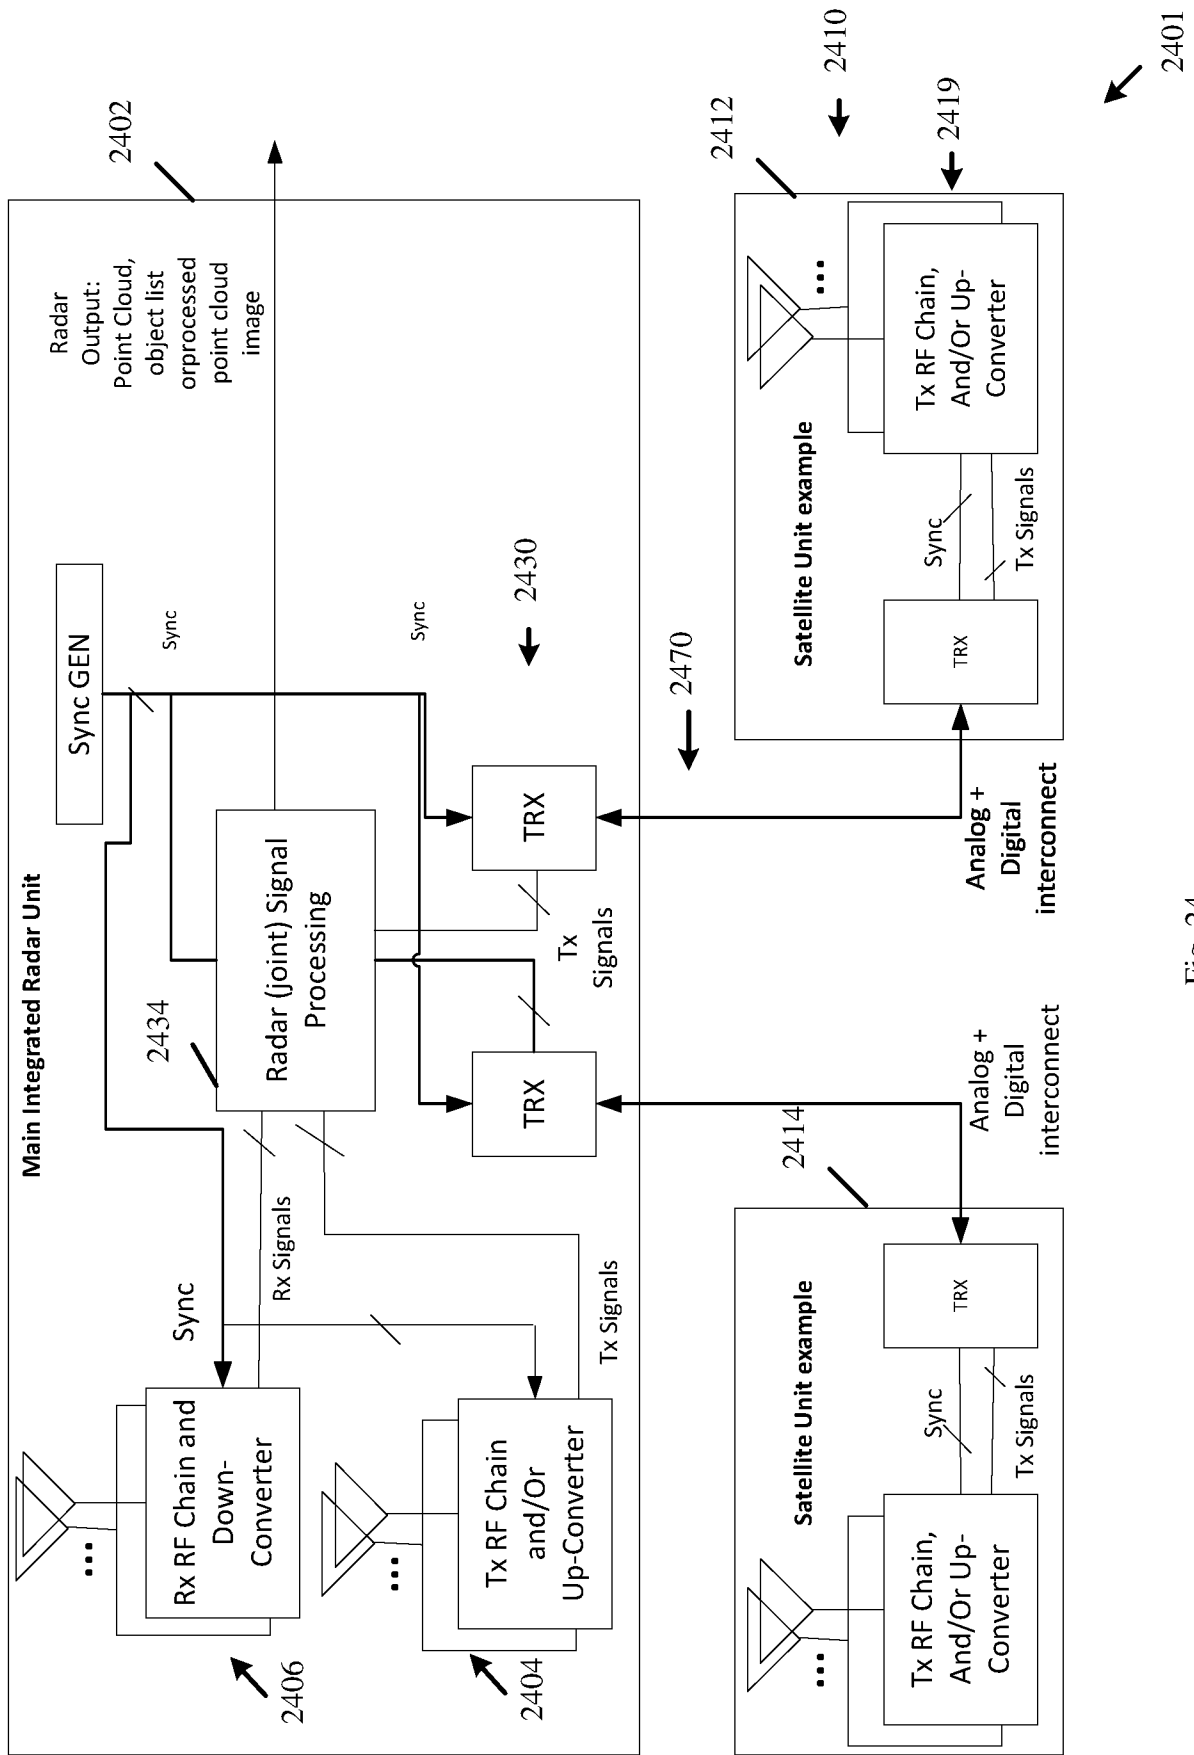 Main Integrated Radar Unit
2402
Sync GEN
Radar
Output:
Point Cloud,
object list
orprocessed
point cloud
image
Sync
Sync
2434
Radar (joint) Signal
Processing
Rx RF Chain and
Down-
Converter
...
2406
Sync
Rx Signals
Tx RF Chain
and/Or
Up-Converter
...
2404
Tx Signals
TRX
Tx
Signals
TRX
2430
2470
2410
2414
Satellite Unit example
...
Tx RF Chain,
And/Or Up-
Converter
Sync
Tx Signals
TRX
Analog +
Digital
interconnect
Analog +
Digital
interconnect
2412
Satellite Unit example
TRX
Sync
Tx Signals
...
Tx RF Chain,
And/Or Up-
Converter
2419
2401
Fig. 24